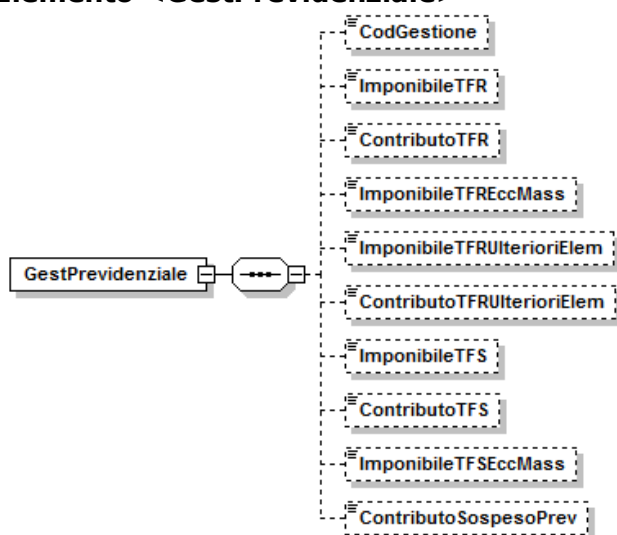 Elemento <GestPrevidenziale>
CodGestione
ImponibileTFR
ContributoTFR
ImponibileTFREccMass
GestPrevidenziale
ImponibileTFRUlterioriElem
ContributoTFRUlterioriElem
ImponibileTFS
ContributoTFS
ImponibileTFSEccMass
ContributoSospesoPrev